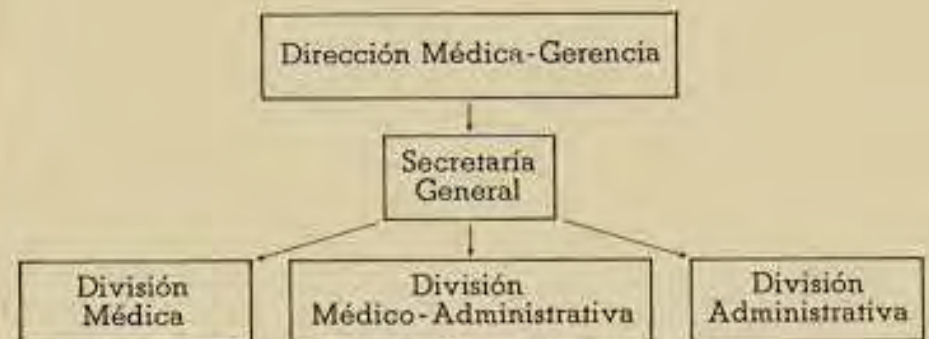 Dirección Médica-Gerencia
Secretaría
General
División
Médica
División
Médico-Administrativa
División
Administrativa